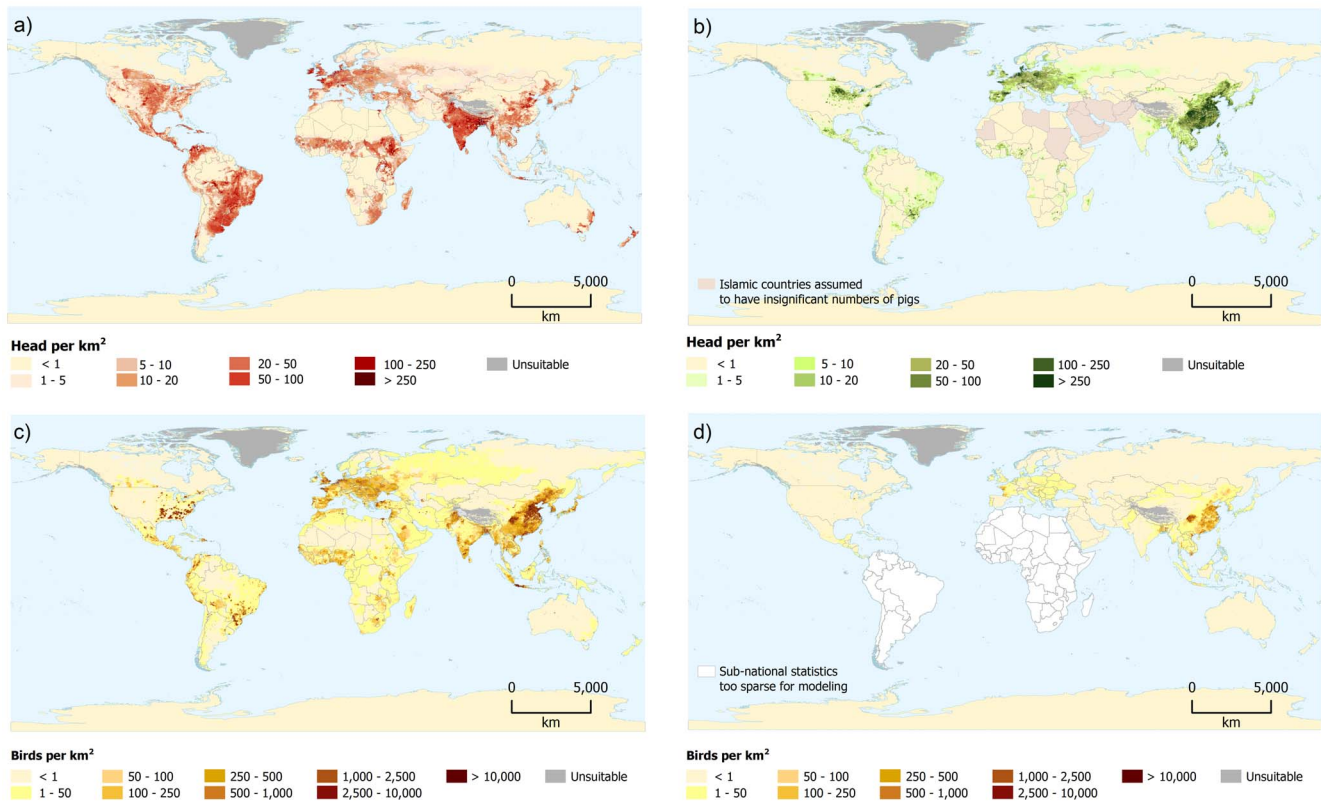 a)
0 5,000
km
Head per km²
< 1 5 - 10 20 - 50 100 - 250 Unsuitable
1 - 5 10 - 20 50 - 100 > 250
b)
Islamic countries assumed
to have insignificant numbers of pigs
0 5,000
km
Head per km²
< 1 5 - 10 20 - 50 100 - 250 Unsuitable
1 - 5 10 - 20 50 - 100 > 250
c)
0 5,000
km
Birds per km²
< 1 50 - 100 250 - 500 1,000 - 2,500 > 10,000 Unsuitable
1 - 50 100 - 250 500 - 1,000 2,500 - 10,000
d)
Sub-national statistics
too sparse for modeling
0 5,000
km
Birds per km²
< 1 50 - 100 250 - 500 1,000 - 2,500 > 10,000 Unsuitable
1 - 50 100 - 250 500 - 1,000 2,500 - 10,000